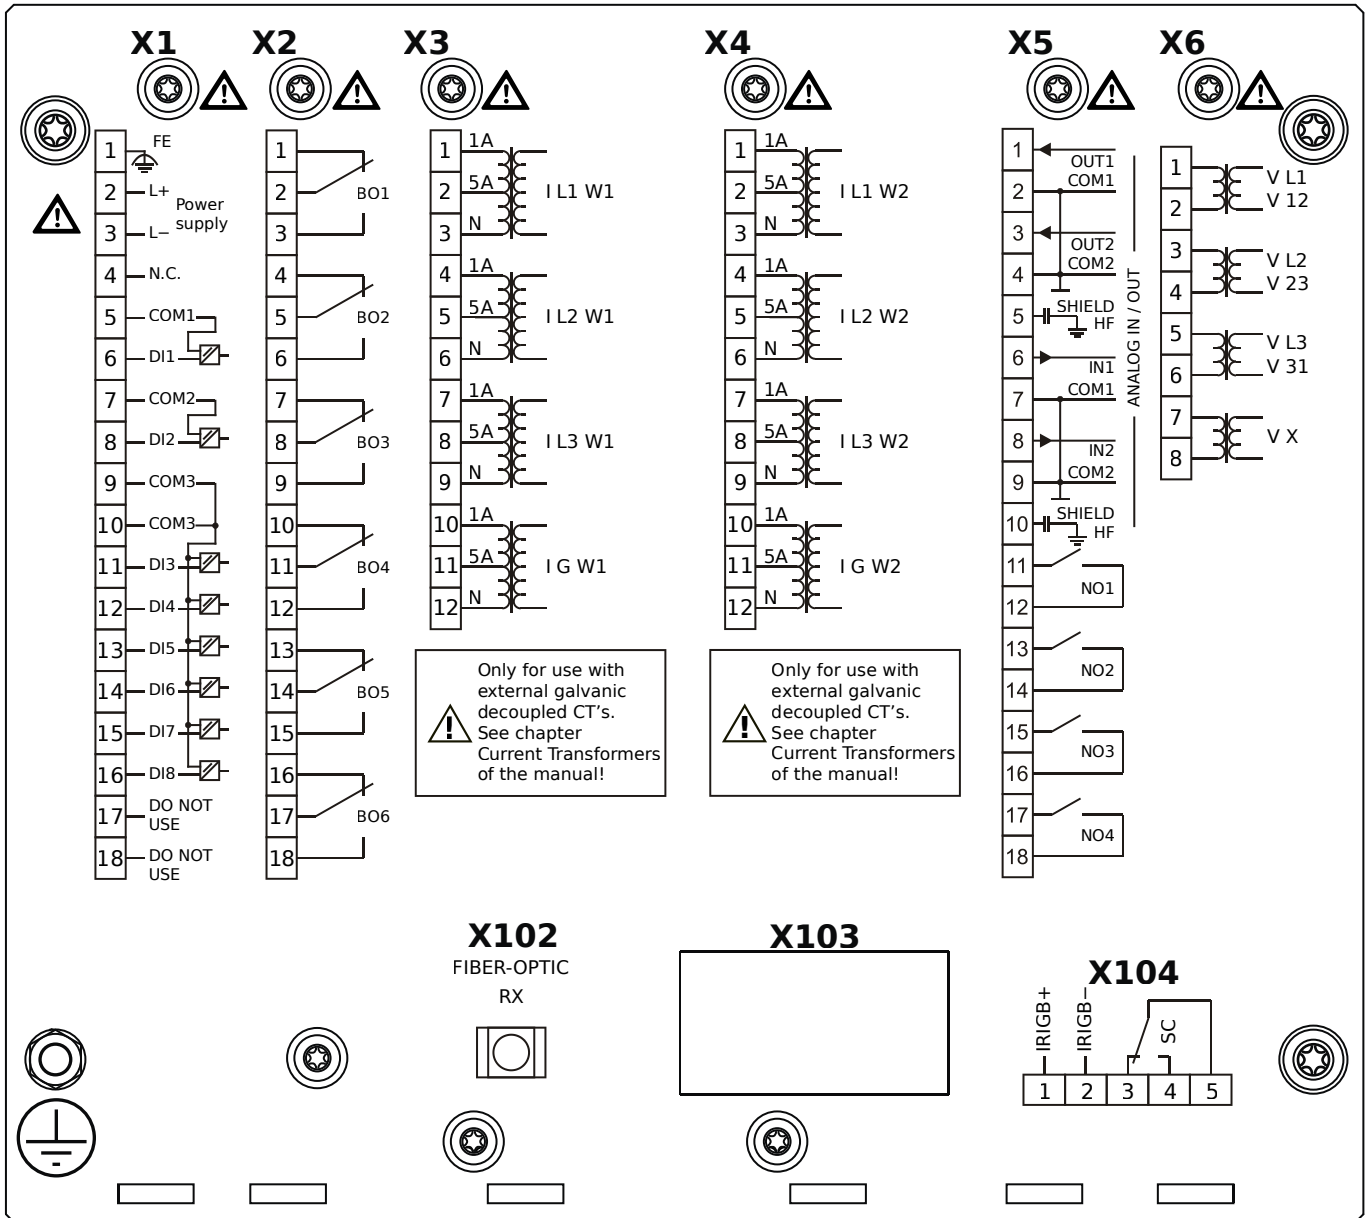 X1
X2
X3
X4
X5
X6
1
FE
2
L+
Power
supply
3
L−
4
N.C.
5
COM1
6
DI1
7
COM2
8
DI2
9
COM3
10
COM3
11
DI3
12
DI4
13
DI5
14
DI6
15
DI7
16
DI8
17
DO NOT
USE
18
DO NOT
USE
1
2
BO1
3
4
5
BO2
6
7
8
BO3
9
10
11
BO4
12
13
14
BO5
15
16
17
BO6
18
1
1A
2
5A
I L1 W1
3
N
4
1A
5
5A
I L2 W1
6
N
7
1A
8
5A
I L3 W1
9
N
10
1A
11
5A
I G W1
12
N
Only for use with
external galvanic
decoupled CT's.
See chapter
Current Transformers
of the manual!
1
1A
2
5A
I L1 W2
3
N
4
1A
5
5A
I L2 W2
6
N
7
1A
8
5A
I L3 W2
9
N
10
1A
11
5A
I G W2
12
N
Only for use with
external galvanic
decoupled CT's.
See chapter
Current Transformers
of the manual!
1
OUT1
2
COM1
3
OUT2
4
COM2
5
SHIELD
HF
6
IN1
7
COM1
8
IN2
9
COM2
10
SHIELD
HF
ANALOG IN / OUT
11
NO1
12
13
NO2
14
15
NO3
16
17
NO4
18
1
V L1
2
V 12
3
V L2
4
V 23
5
V L3
6
V 31
7
V X
8
X102
FIBER-OPTIC
RX
X103
X104
IRIGB+
IRIGB−
SC
1
2
3
4
5